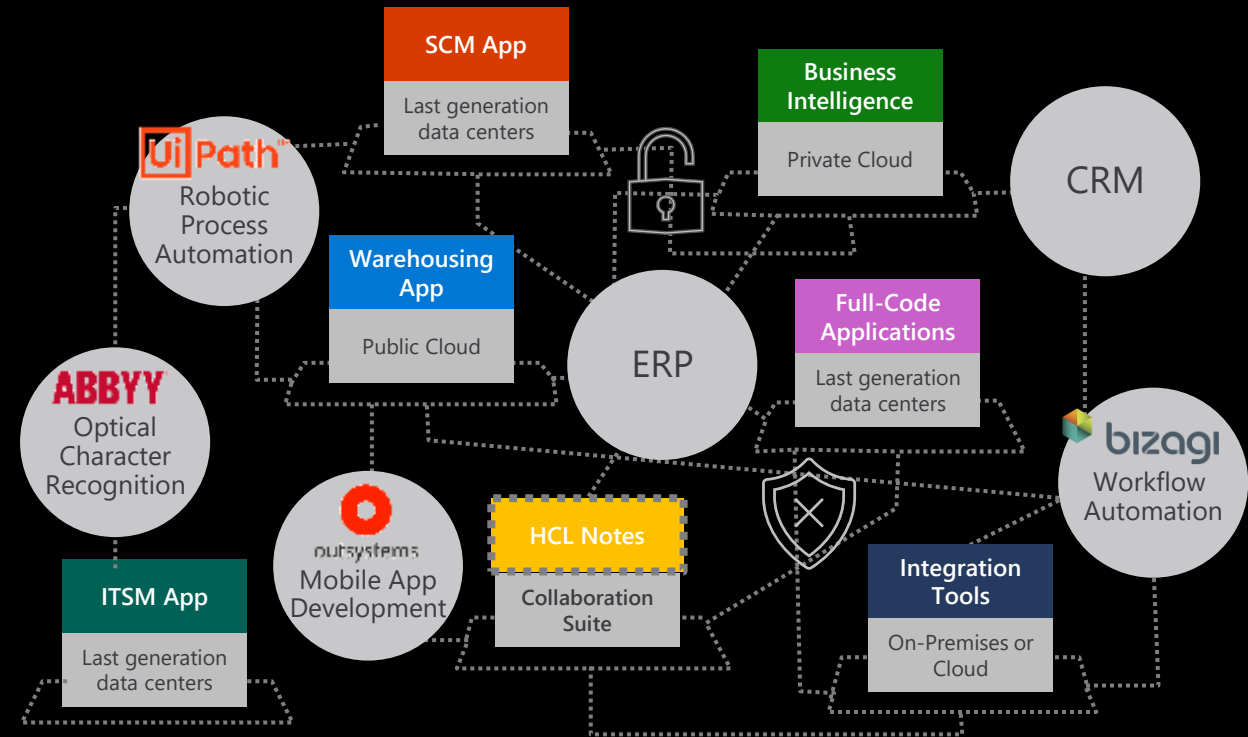 SCM App
Last generation
data centers
Business
Intelligence
Private Cloud
UiPath™
Robotic
Process
Automation
CRM
Warehousing
App
Public Cloud
ERP
Full-Code
Applications
Last generation
data centers
ABBYY
Optical
Character
Recognition
bizagi
Workflow
Automation
outsystems
Mobile App
Development
HCL Notes
Collaboration
Suite
ITSM App
Last generation
data centers
Integration
Tools
On-Premises or
Cloud